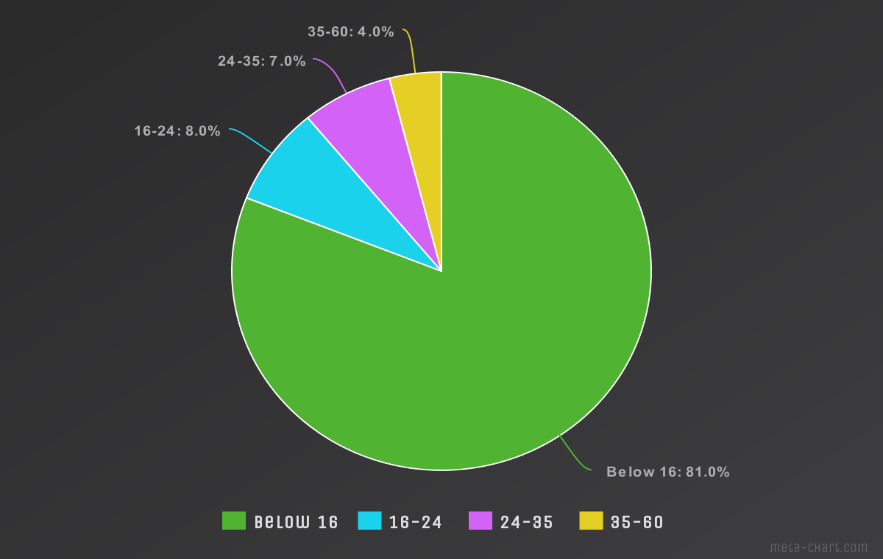 35-60: 4.0%
24-35: 7.0%
16-24: 8.0%
Below 16: 81.0%
BELOW 16 16-24 24-35 35-60
meta-chart.com